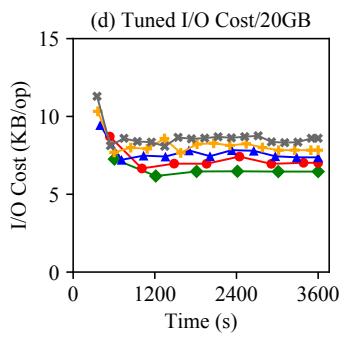 (d) Tuned I/O Cost/20GB
I/O Cost (KB/op)
15
10
5
0
0 1200 2400 3600
Time (s)